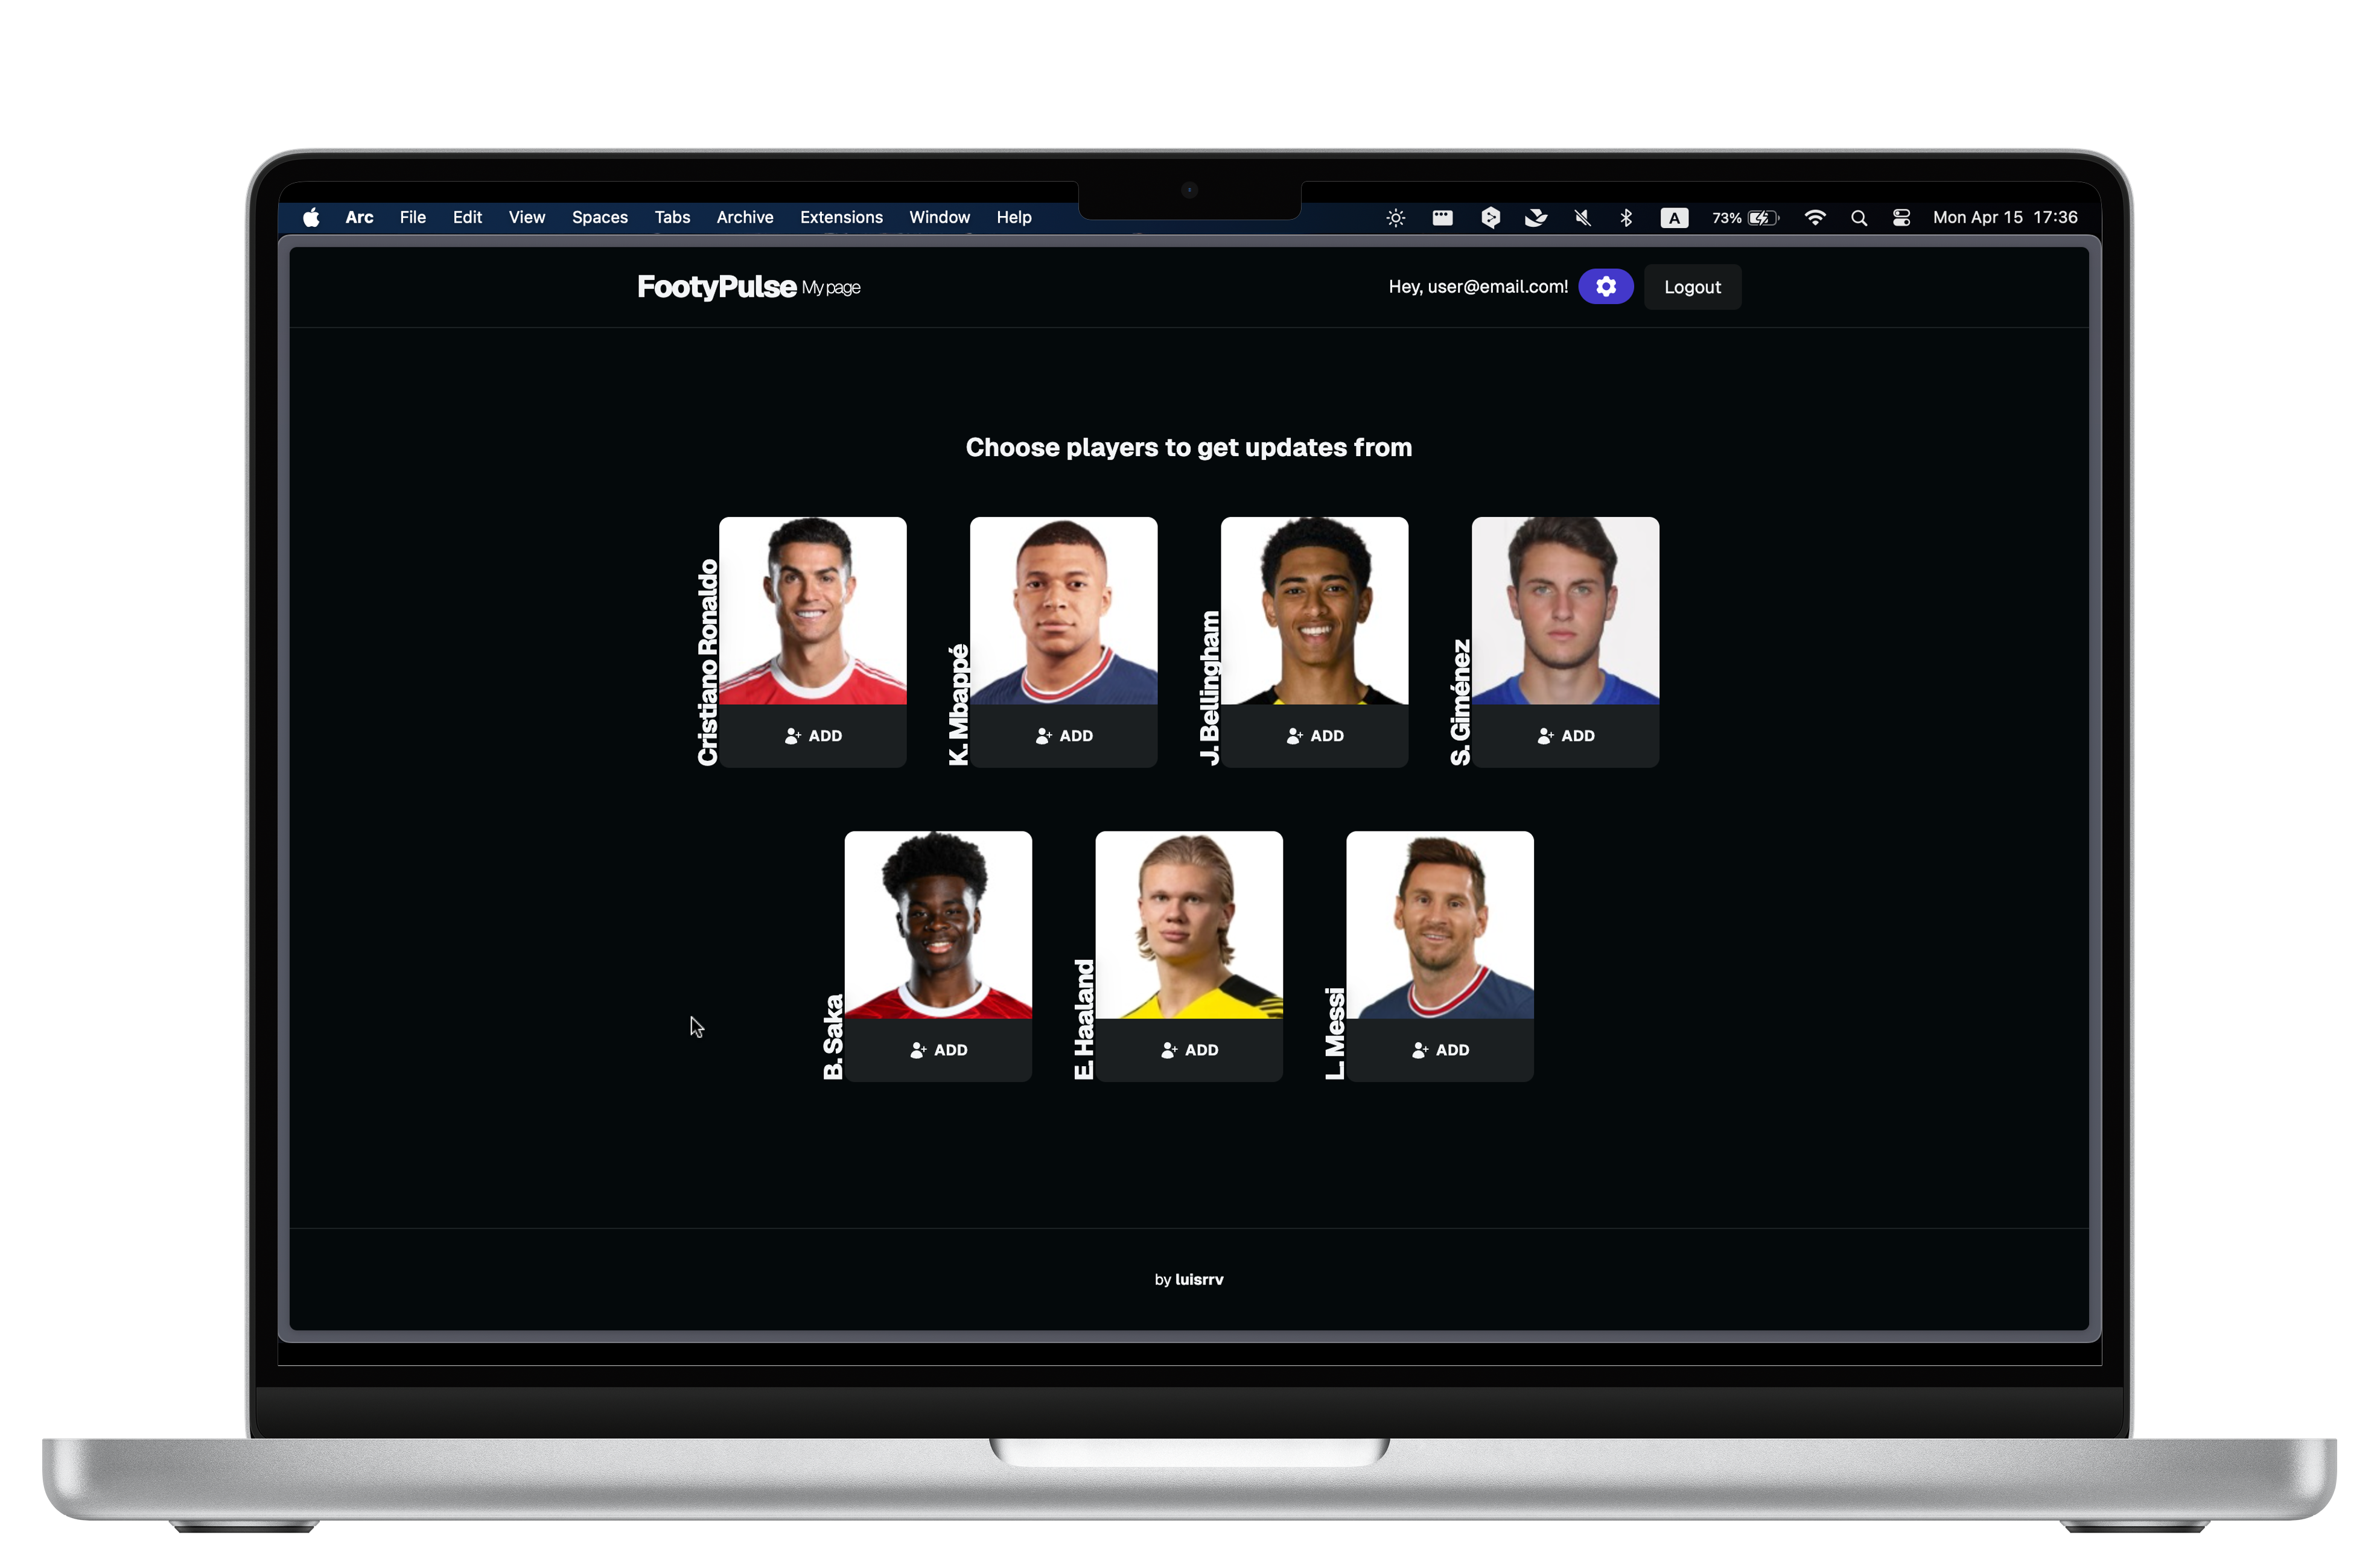 Arc File Edit View Spaces Tabs Archive Extensions Window Help A 73% Mon Apr 15 17:36
FootyPulse My page Hey, user@email.com! Logout
Choose players to get updates from
Cristiano Ronaldo
ADD
K. Mbappé
ADD
J. Bellingham
ADD
S. Giménez
ADD
B. Saka
ADD
E. Haaland
ADD
L. Messi
ADD
by luisrrv